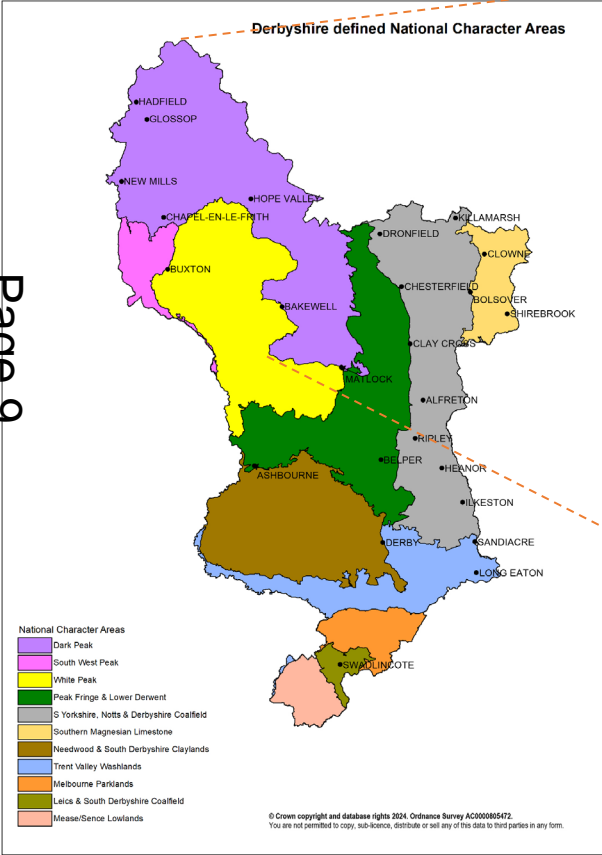 Derbyshire defined National Character Areas
HADFIELD
GLOSSOP
NEW MILLS
HOPE VALLEY
CHAPEL-EN-LE-FRITH
KILLAMARSH
DRONFIELD
CLOWNE
BUXTON
CHESTERFIELD
BOLSOVER
BAKEWELL
SHIREBROOK
CLAY CROSS
MATLOCK
ALFRETON
RIPLEY
BELPER
HEANOR
ASHBOURNE
ILKESTON
DERBY
SANDIACRE
LONG EATON
SWADLINCOTE
Page 9
National Character Areas
Dark Peak
South West Peak
White Peak
Peak Fringe & Lower Derwent
S Yorkshire, Notts & Derbyshire Coalfield
Southern Magnesian Limestone
Needwood & South Derbyshire Claylands
Trent Valley Washlands
Melbourne Parklands
Leics & South Derbyshire Coalfield
Mease/Sence Lowlands
© Crown copyright and database rights 2024. Ordnance Survey AC0000805472.
You are not permitted to copy, sub-licence, distribute or sell any of this data to third parties in any form.